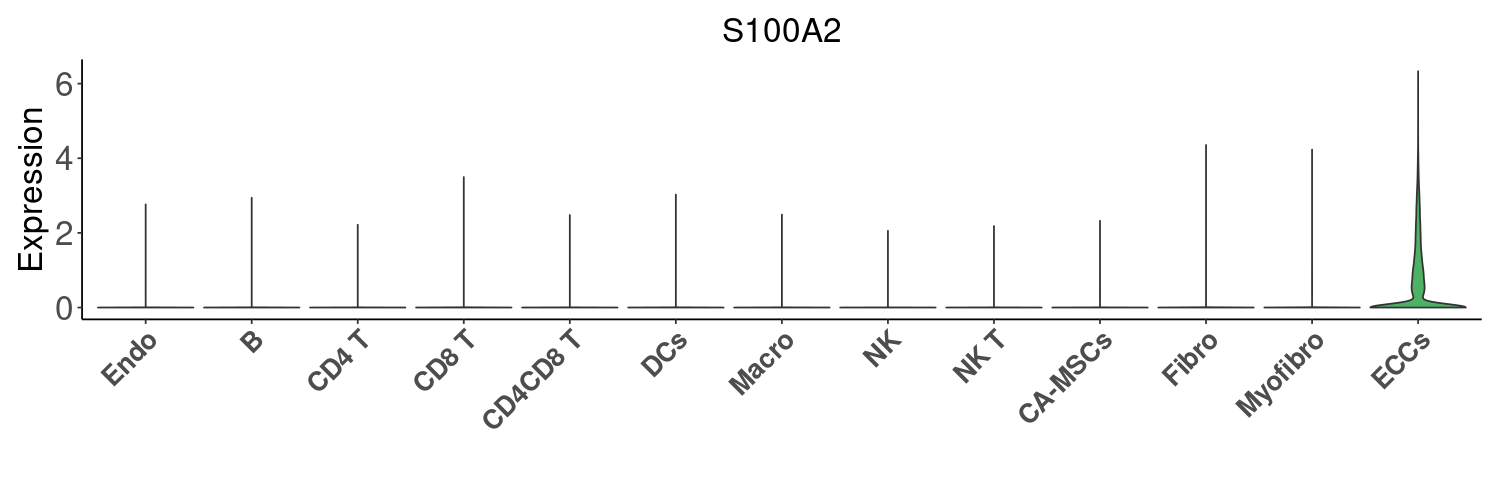 S100A2
Expression
6
4
2
0
Endo
B
CD4 T
CD8 T
CD4CD8 T
DCs
Macro
NK
NK T
CA-MSCs
Fibro
Myofibro
ECCs